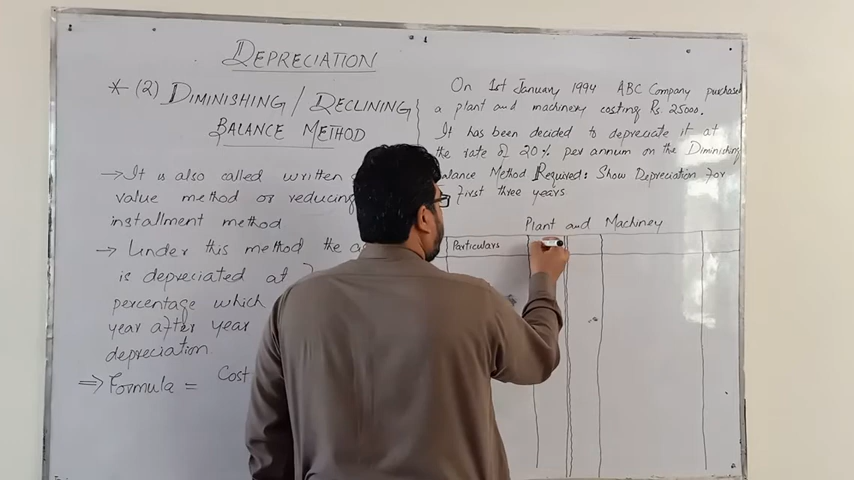 DEPRECIATION
* (2) DIMINISHING / DECLINING
BALANCE METHOD
→ It is also called written
value method or reducing
installment method
→ Under this method the
is depreciated at
percentage which
year after year
depreciation.
⇒ Formula = Cost
On 1st January 1994 ABC Company purchased
a plant and machinery costing Rs. 25000.
It has been decided to depreciate it at
the rate of 20% per annum on the Diminishing
Method Required: Show Depreciation for
First three years
Plant and Machinery
Particulars